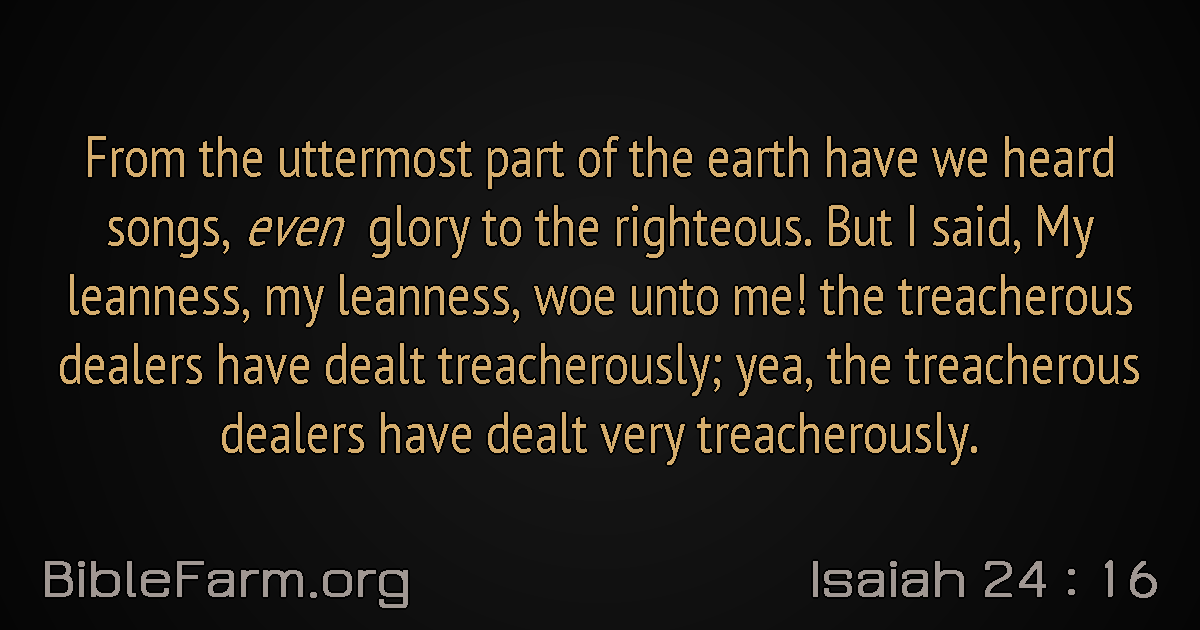 From the uttermost part of the earth have we heard
songs, even glory to the righteous. But I said, My
leanness, my leanness, woe unto me! the treacherous
dealers have dealt treacherously; yea, the treacherous
dealers have dealt very treacherously.
BibleFarm.org
Isaiah 24 : 16